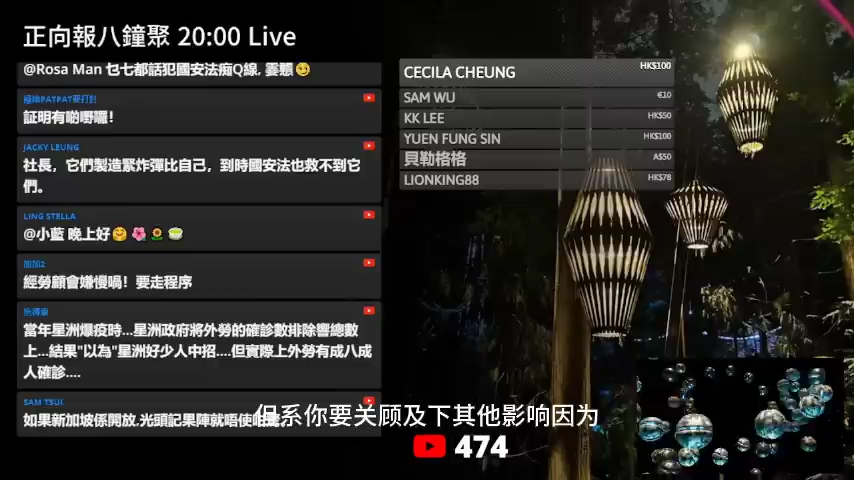 正向報八鐘聚 20:00 Live
@Rosa Man 乜七都話犯國安法痴Q線,
証明有啲嘢囉!
JACKY LEUNG
社長，它們製造緊炸彈比自己，到時國安法也救不到它
們。
LING STELLA
@小藍 晚上好
加加2
經勞顧會嫌慢喎！要走程序
當年星洲爆疫時...星洲政府將外勞的確診數排除響總數
上...結果"以為"星洲好少人中招....但實際上外勞有成八成
人確診....
SAM TSUI
如果新加坡係開放,光頭記果陣就唔使
CECILA CHEUNG HK$100
SAM WU €10
KK LEE HK$50
YUEN FUNG SIN HK$100
貝勒格格 A$50
LIONKING88 HK$78
但系你要关顾及下其他影响因为
474